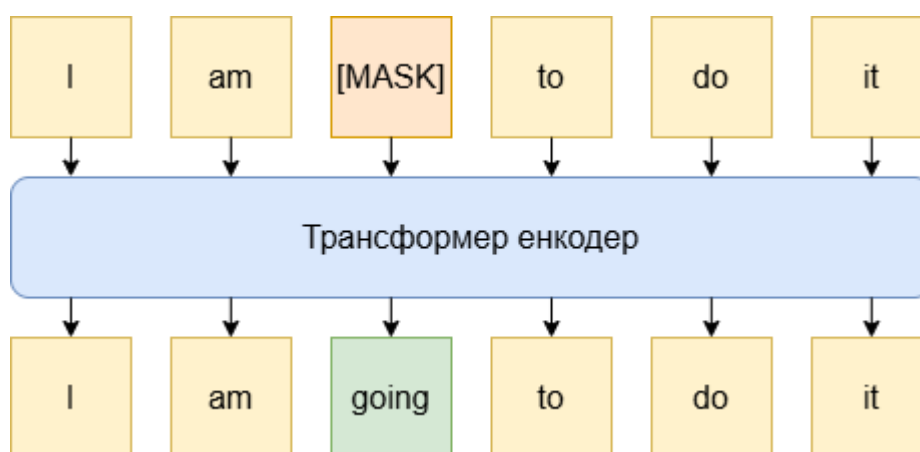 I am [MASK] to do it
Трансформер енкодер
I am going to do it